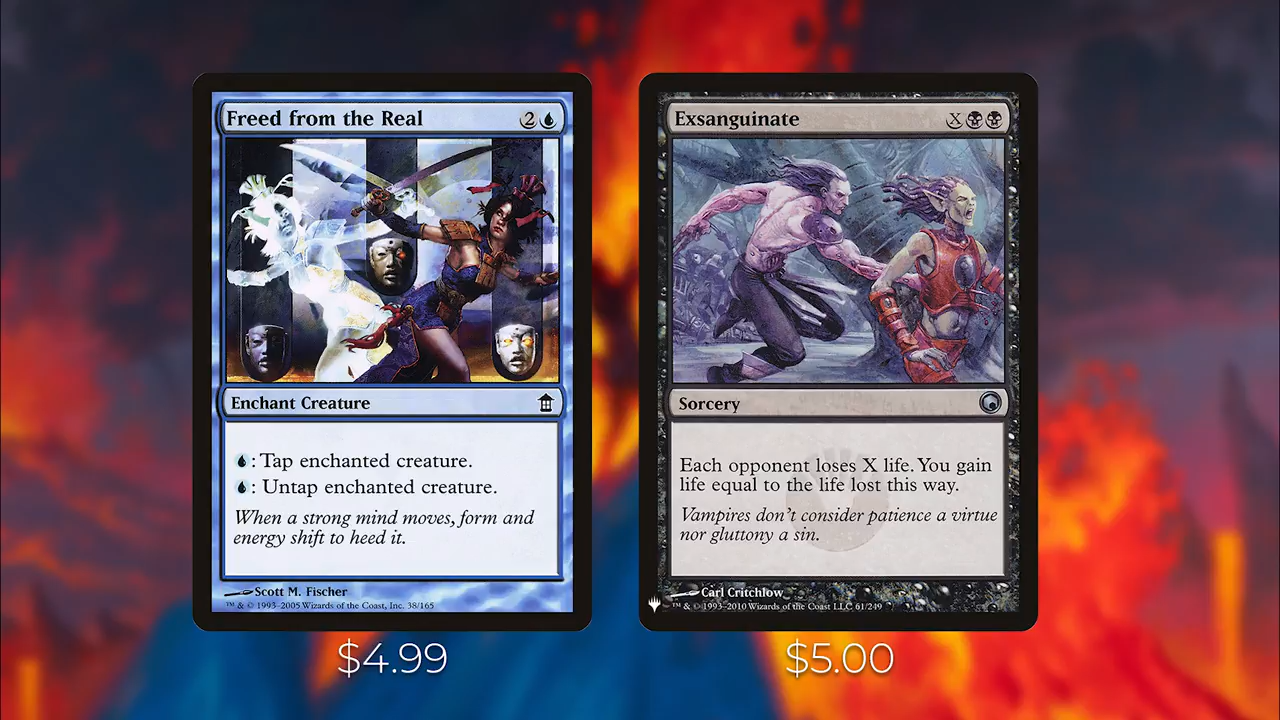 Freed from the Real 2
Enchant Creature
: Tap enchanted creature.
: Untap enchanted creature.
When a strong mind moves, form and
energy shift to heed it.
Scott M. Fischer
™ & © 1993–2005 Wizards of the Coast, Inc. 38/165
$4.99
Exsanguinate X
Sorcery
Each opponent loses X life. You gain
life equal to the life lost this way.
Vampires don't consider patience a virtue
nor gluttony a sin.
Carl Critchlow
™ & © 1993–2010 Wizards of the Coast LLC 61/249
$5.00